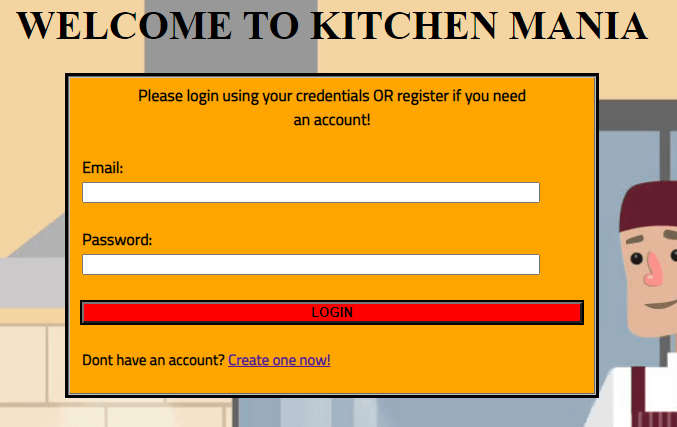 WELCOME TO KITCHEN MANIA
Please login using your credentials OR register if you need
an account!
Email:
Password:
LOGIN
Dont have an account? Create one now!